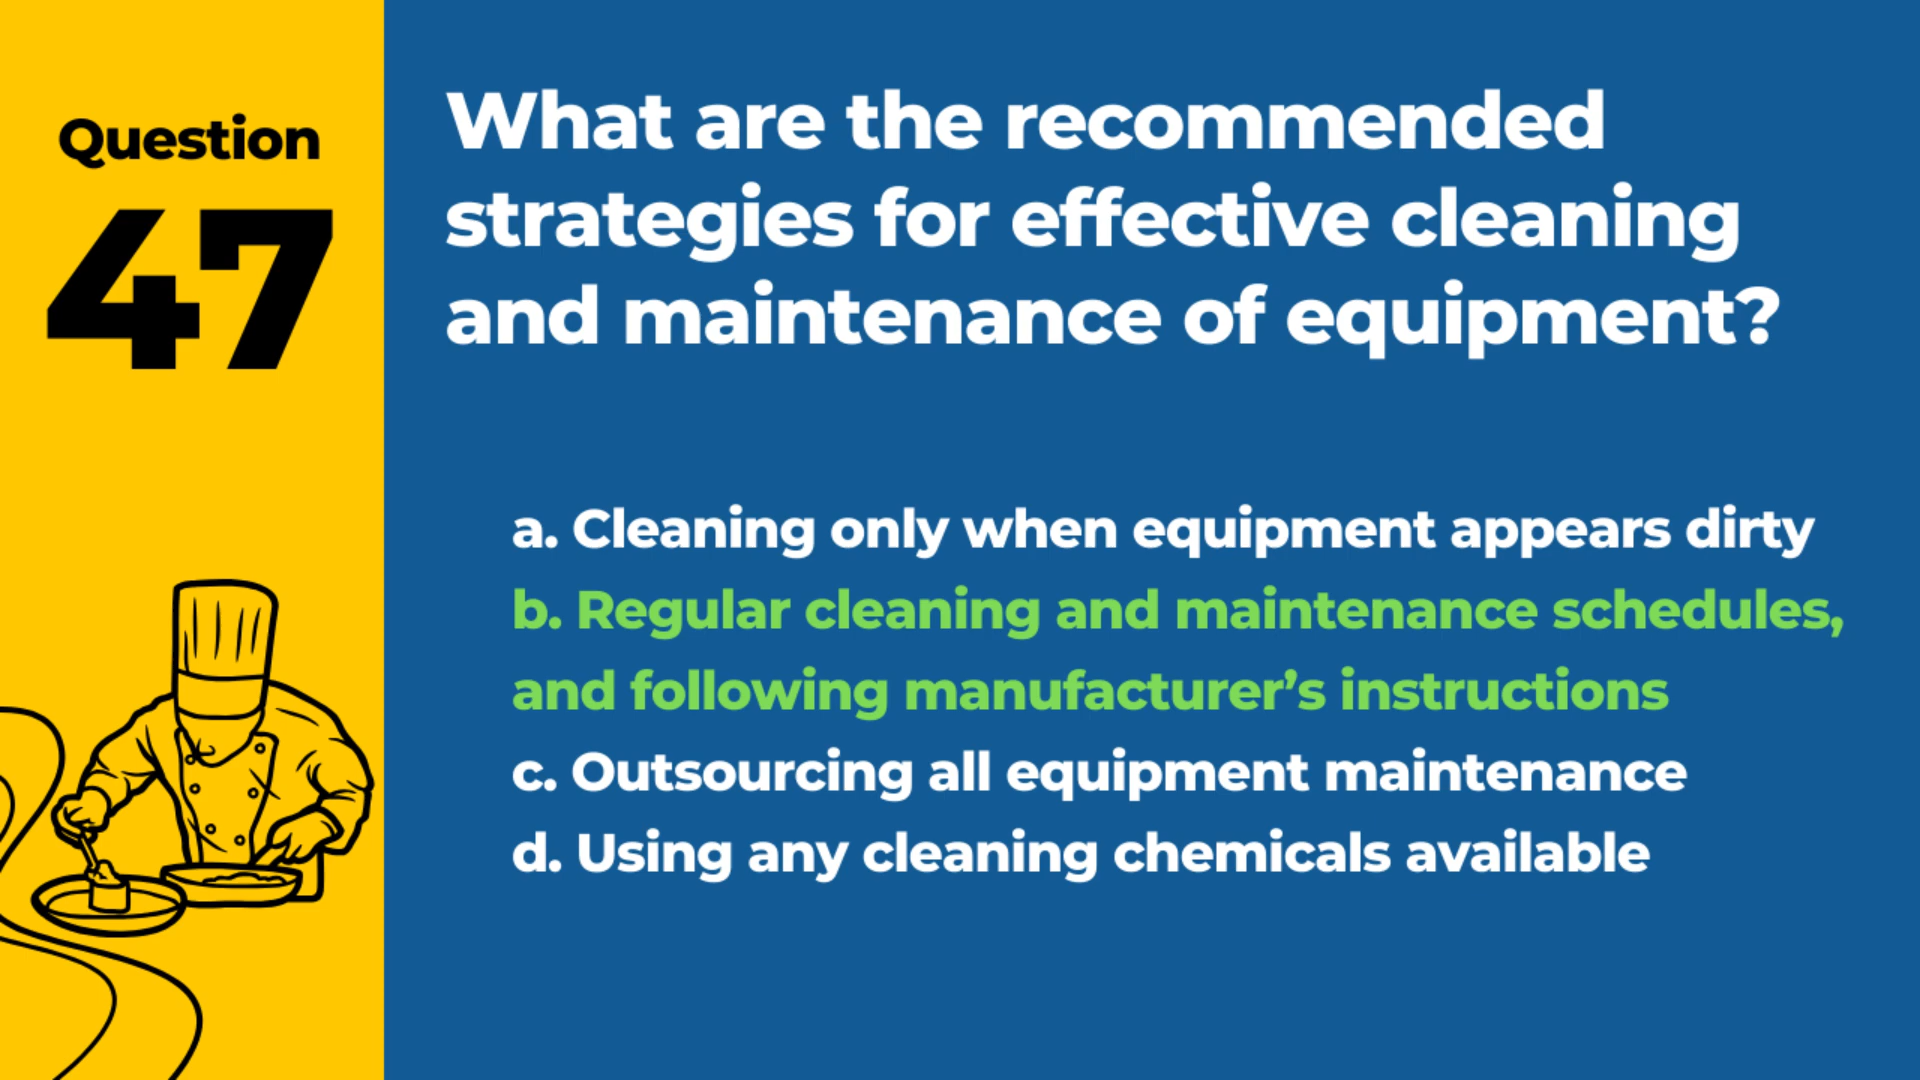 Question
47
What are the recommended
strategies for effective cleaning
and maintenance of equipment?
a. Cleaning only when equipment appears dirty
b. Regular cleaning and maintenance schedules,
and following manufacturer’s instructions
c. Outsourcing all equipment maintenance
d. Using any cleaning chemicals available